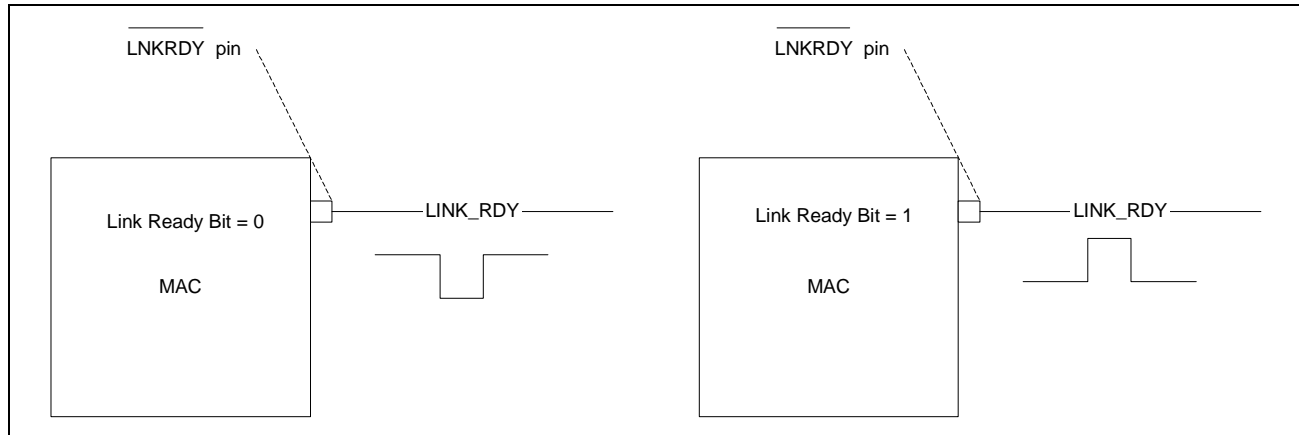 LNKRDY pin
Link Ready Bit = 0
LINK_RDY
MAC
LNKRDY pin
Link Ready Bit = 1
LINK_RDY
MAC